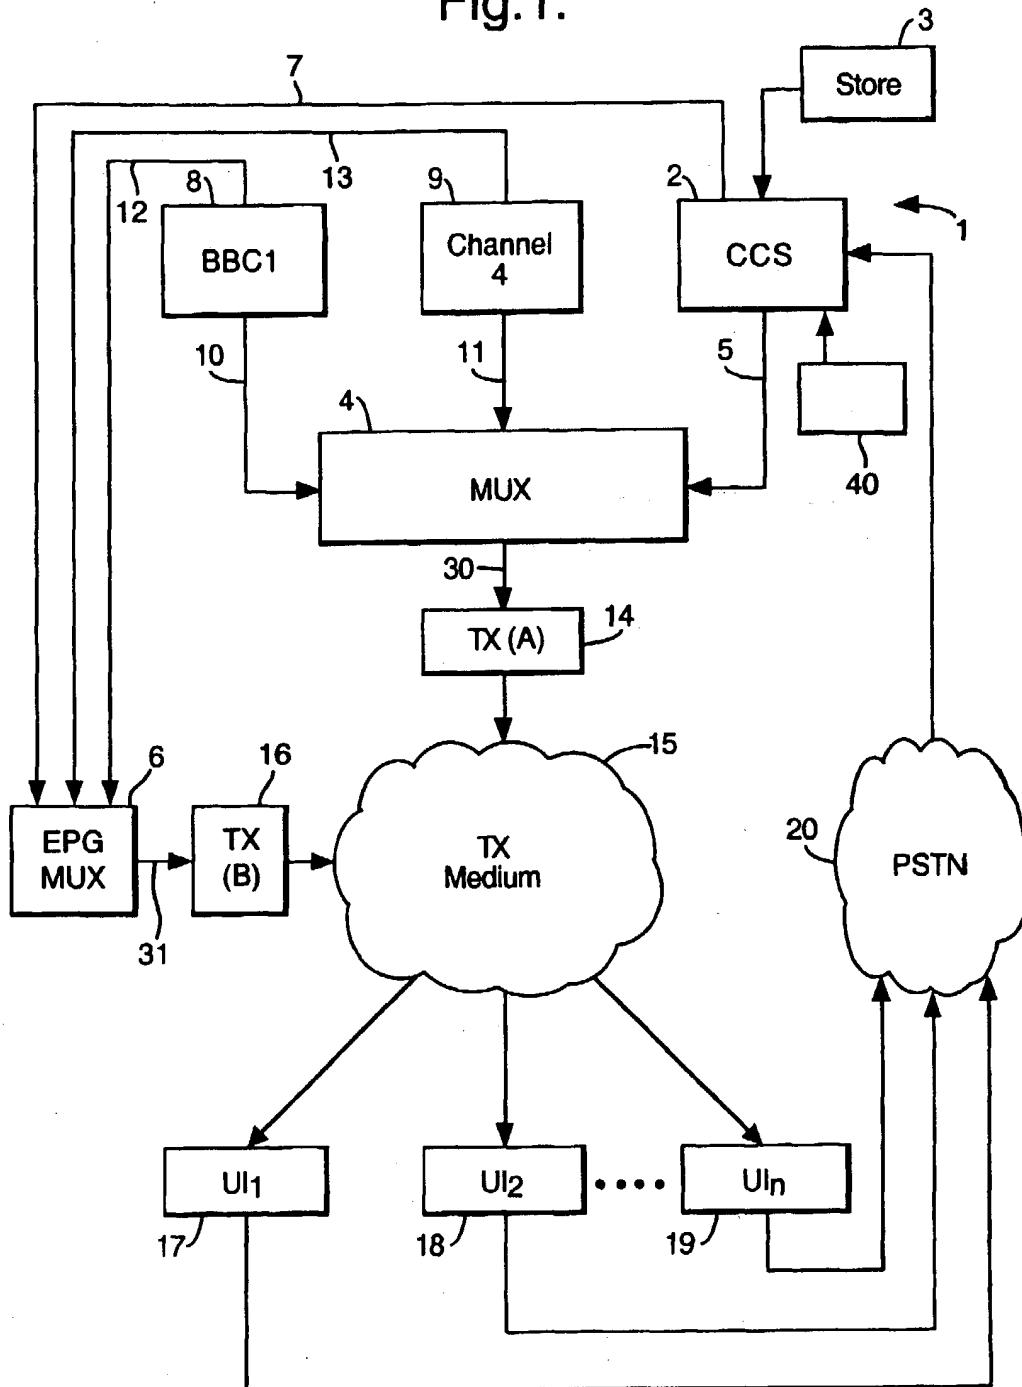 Fig.1.
3
Store
7
13
12
8
BBC1
9
Channel
4
2
CCS
1
10
11
5
40
4
MUX
30
TX (A)
14
15
6
EPG
MUX
31
16
TX
(B)
TX
Medium
20
PSTN
UI1
17
UI2
18
UIn
19